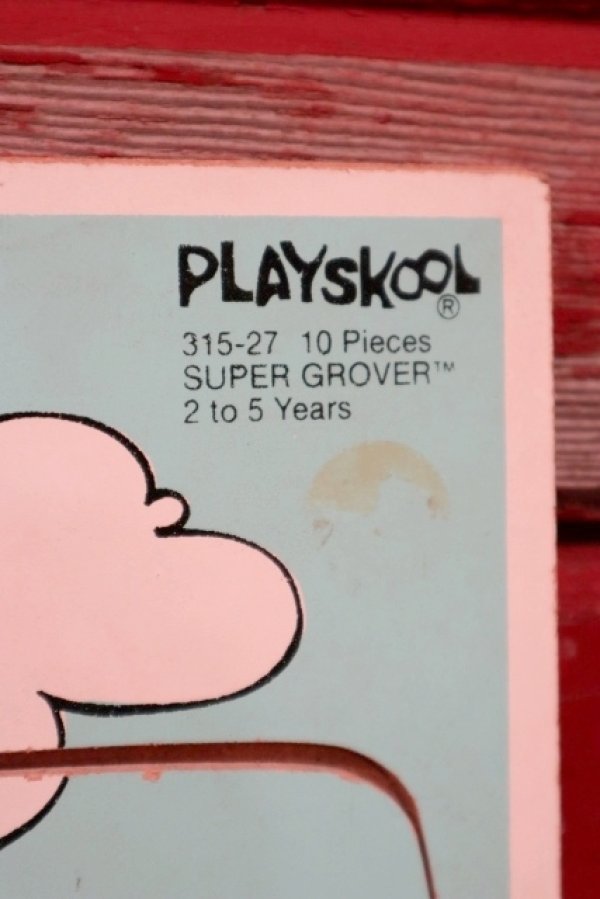 PLAYSKOOL®
315-27 10 Pieces
SUPER GROVER™
2 to 5 Years